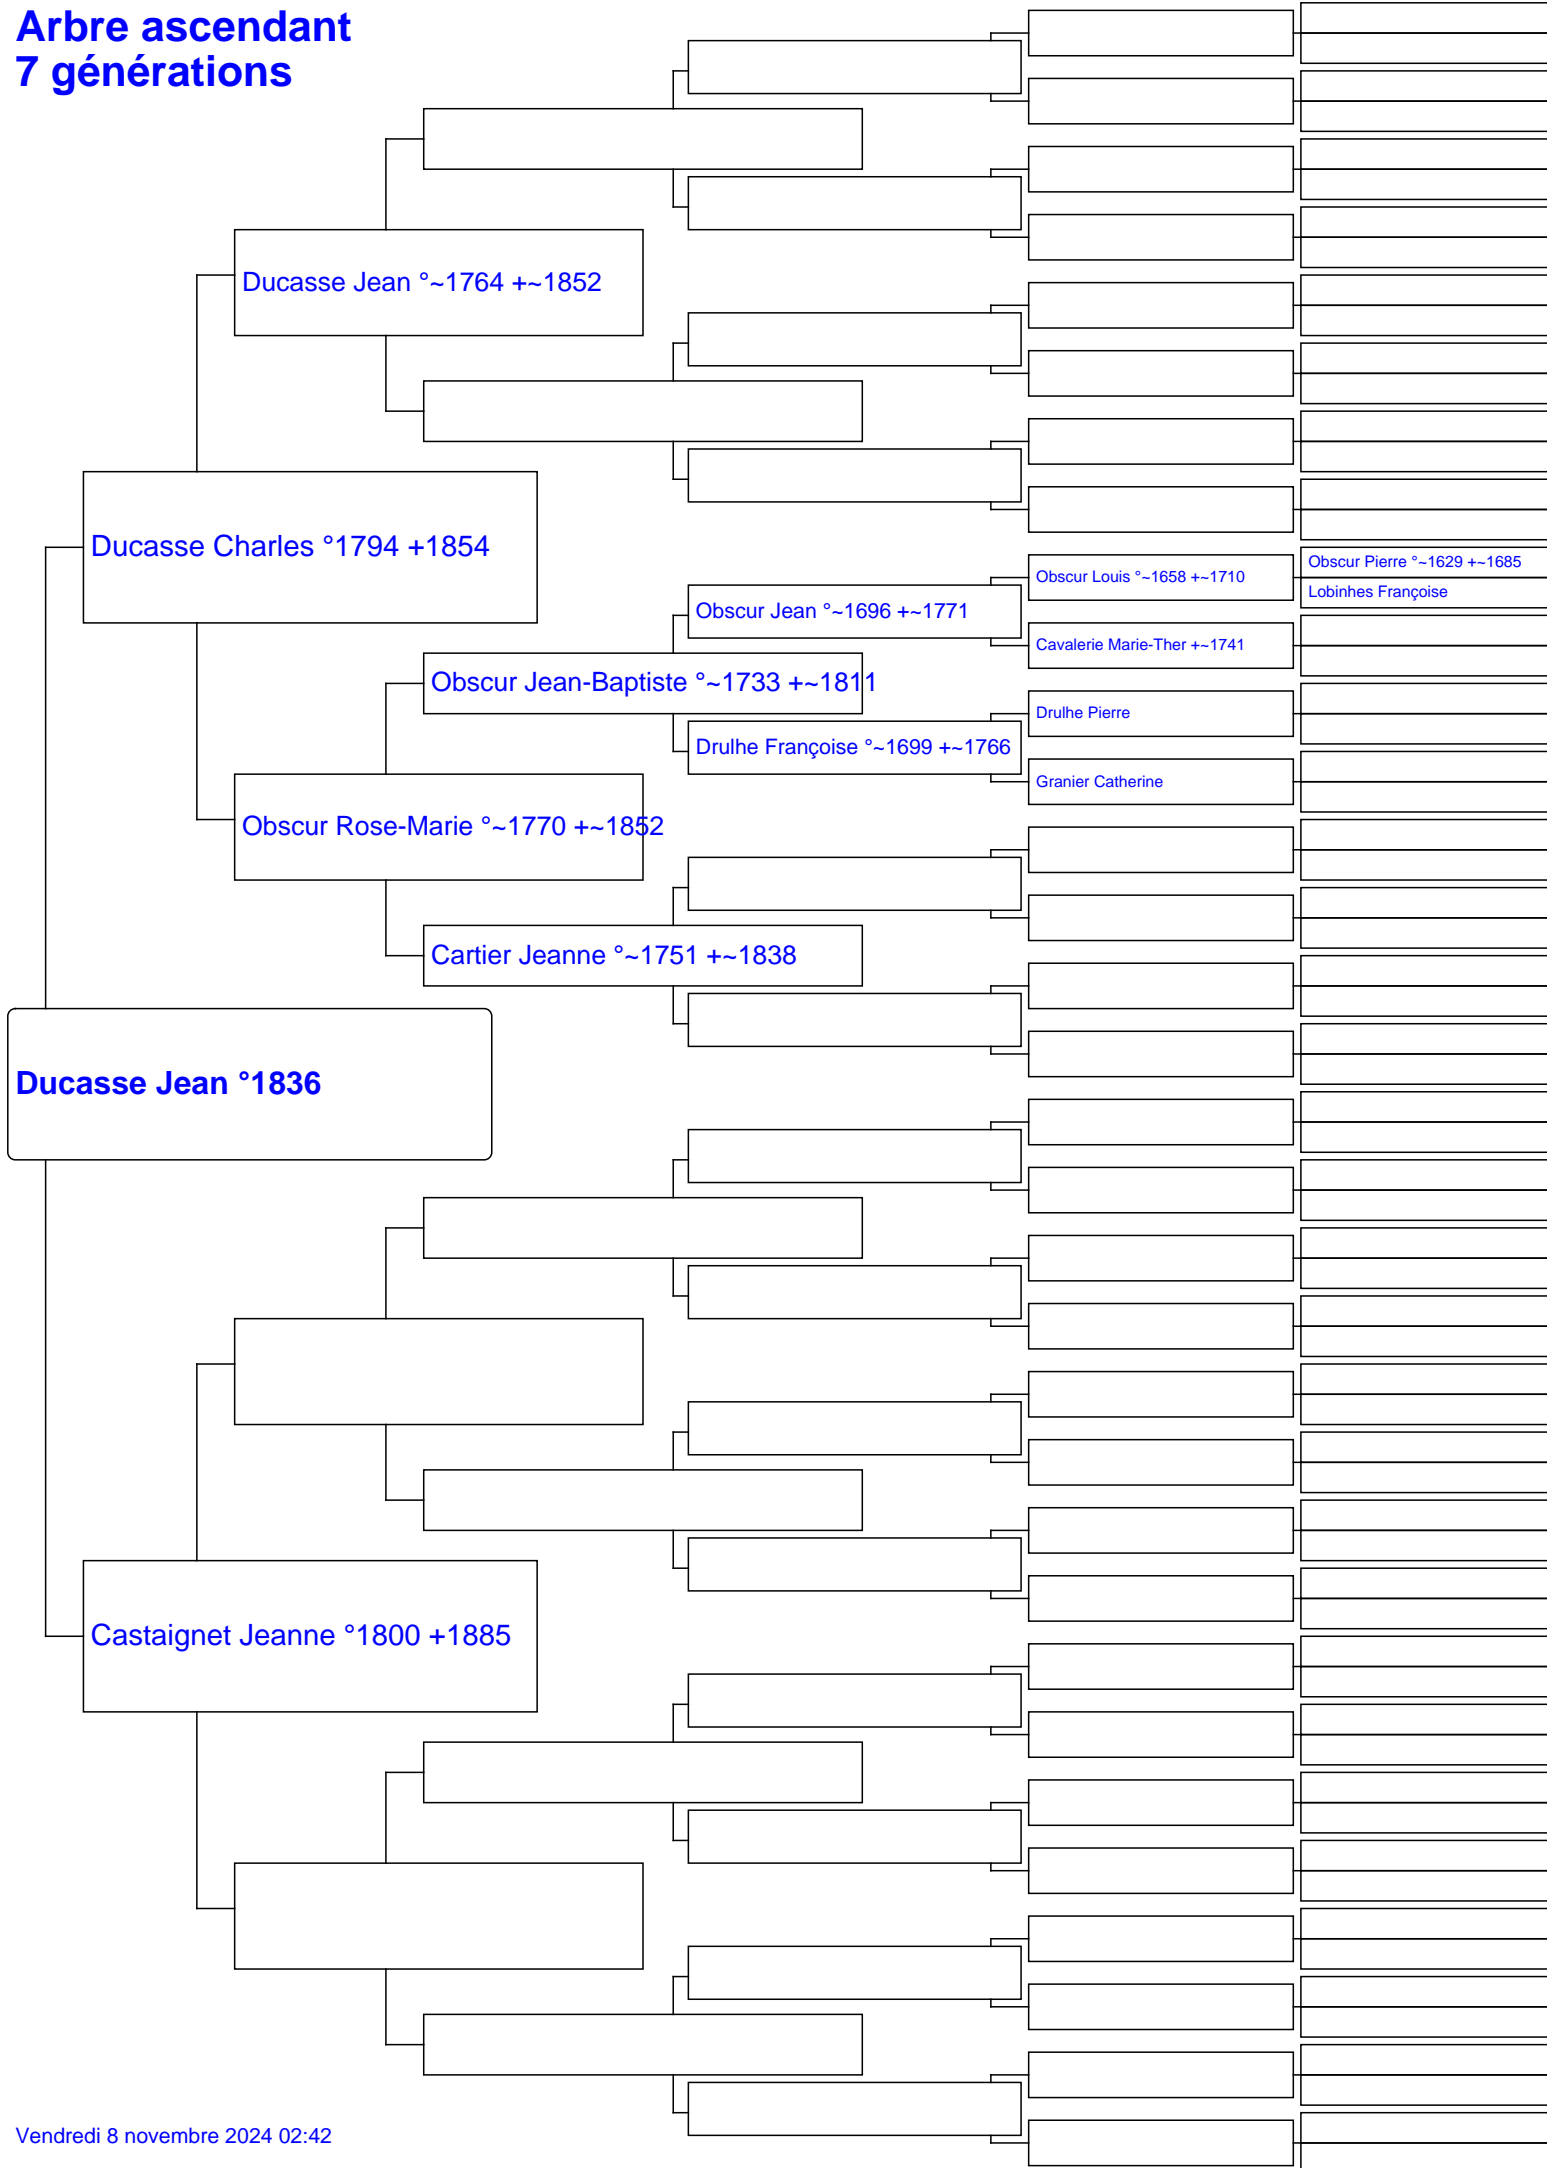 Arbre ascendant
7 générations
Ducasse Jean °~1764 +~1852
Ducasse Charles °1794 +1854
Obscur Pierre °~1629 +~1685
Obscur Louis °~1658 +~1710
Lobinhes Françoise
Obscur Jean °~1696 +~1771
Cavalerie Marie-Ther +~1741
Obscur Jean-Baptiste °~1733 +~1811
Drulhe Pierre
Drulhe Françoise °~1699 +~1766
Granier Catherine
Obscur Rose-Marie °~1770 +~1852
Cartier Jeanne °~1751 +~1838
Ducasse Jean °1836
Castaignet Jeanne °1800 +1885
Vendredi 8 novembre 2024 02:42